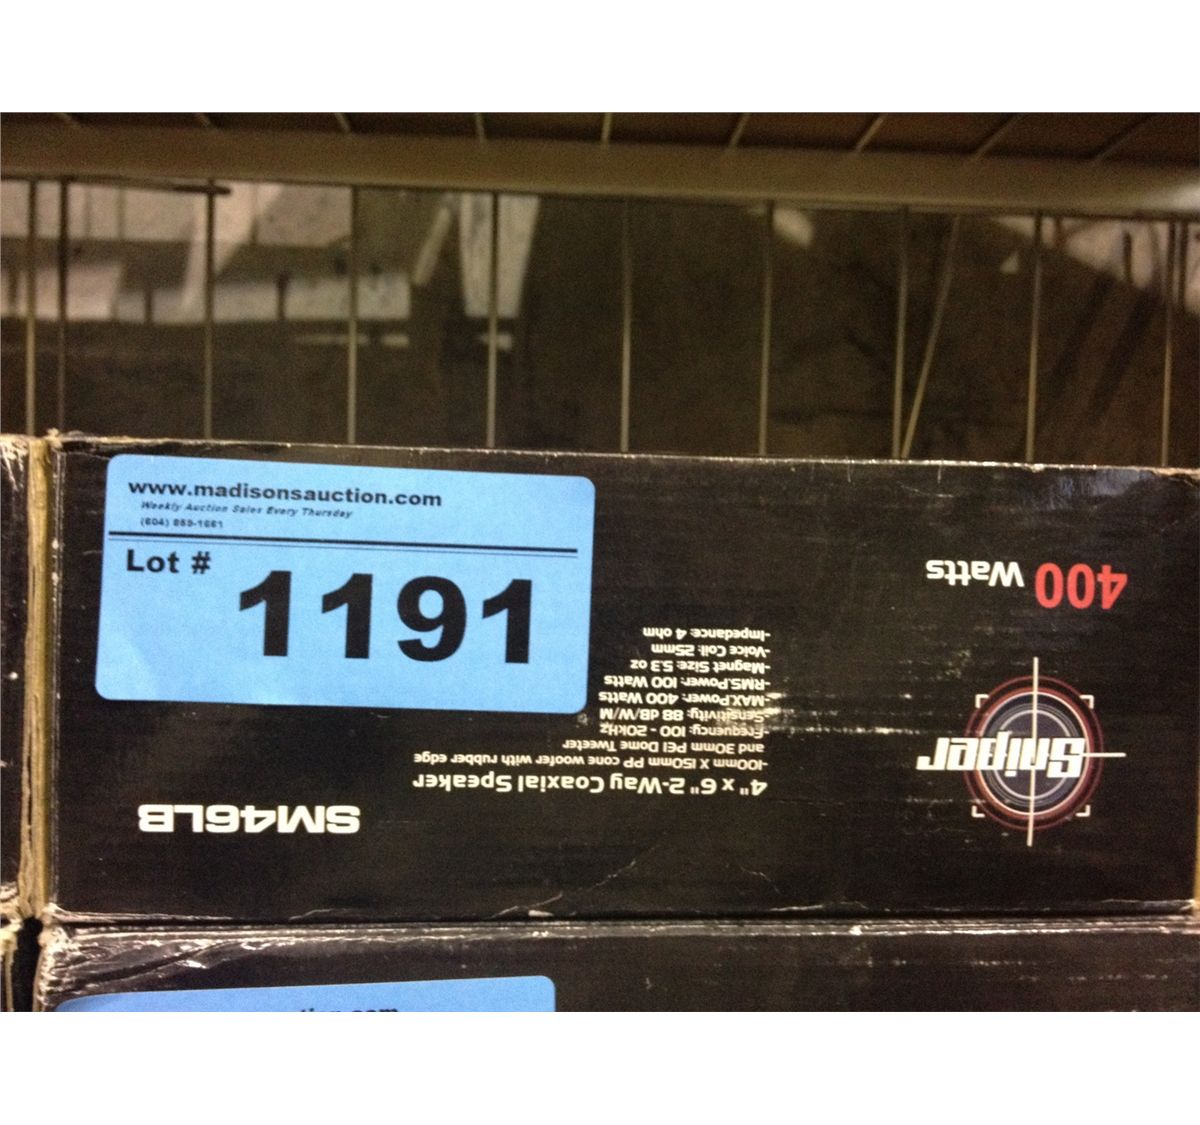 www.madisonsauction.com
Weekly Auction Sales Every Thursday
(604) 859-1661
Lot #
1191
SM46LB
4" x 6" 2-Way Coaxial Speaker
-100mm X 150mm PP cone woofer with rubber edge
and 30mm PEI Dome Tweeter
-Frequency: 100 - 20kHz
-Sensitivity: 88 dB/W/M
-MAX.Power: 400 Watts
-RMS.Power: 100 Watts
-Magnet Size: 5.3 oz
-Voice Coil: 25mm
-Impedance: 4 ohm
Sniper
400 Watts